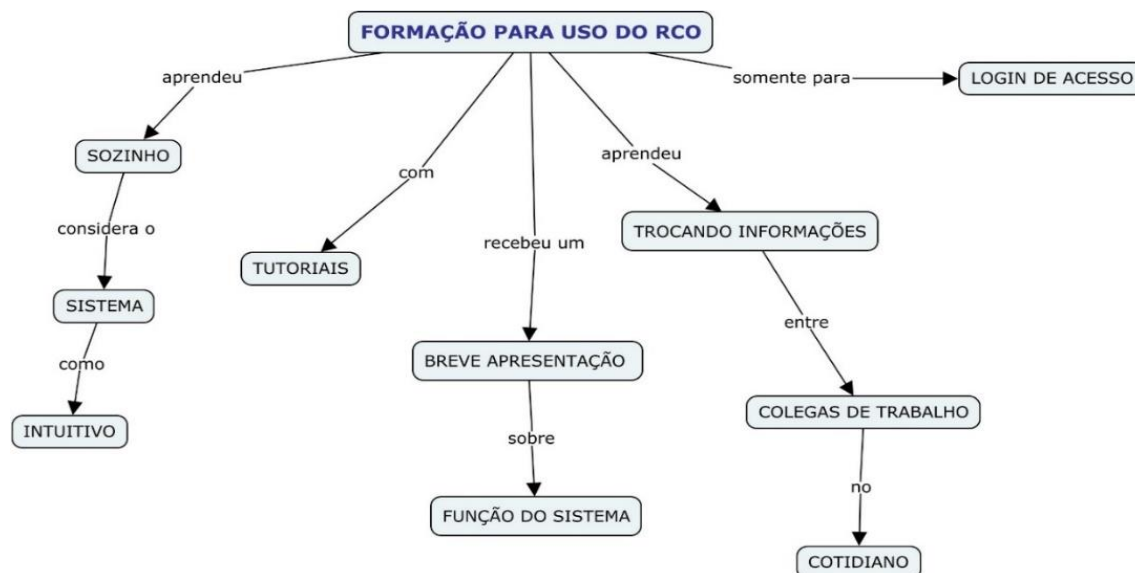 FORMAÇÃO PARA USO DO RCO
aprendeu
somente para
LOGIN DE ACESSO
SOZINHO
com
aprendeu
considera o
recebeu um
TROCANDO INFORMAÇÕES
TUTORIAIS
SISTEMA
entre
como
BREVE APRESENTAÇÃO
COLEGAS DE TRABALHO
INTUITIVO
sobre
no
FUNÇÃO DO SISTEMA
COTIDIANO